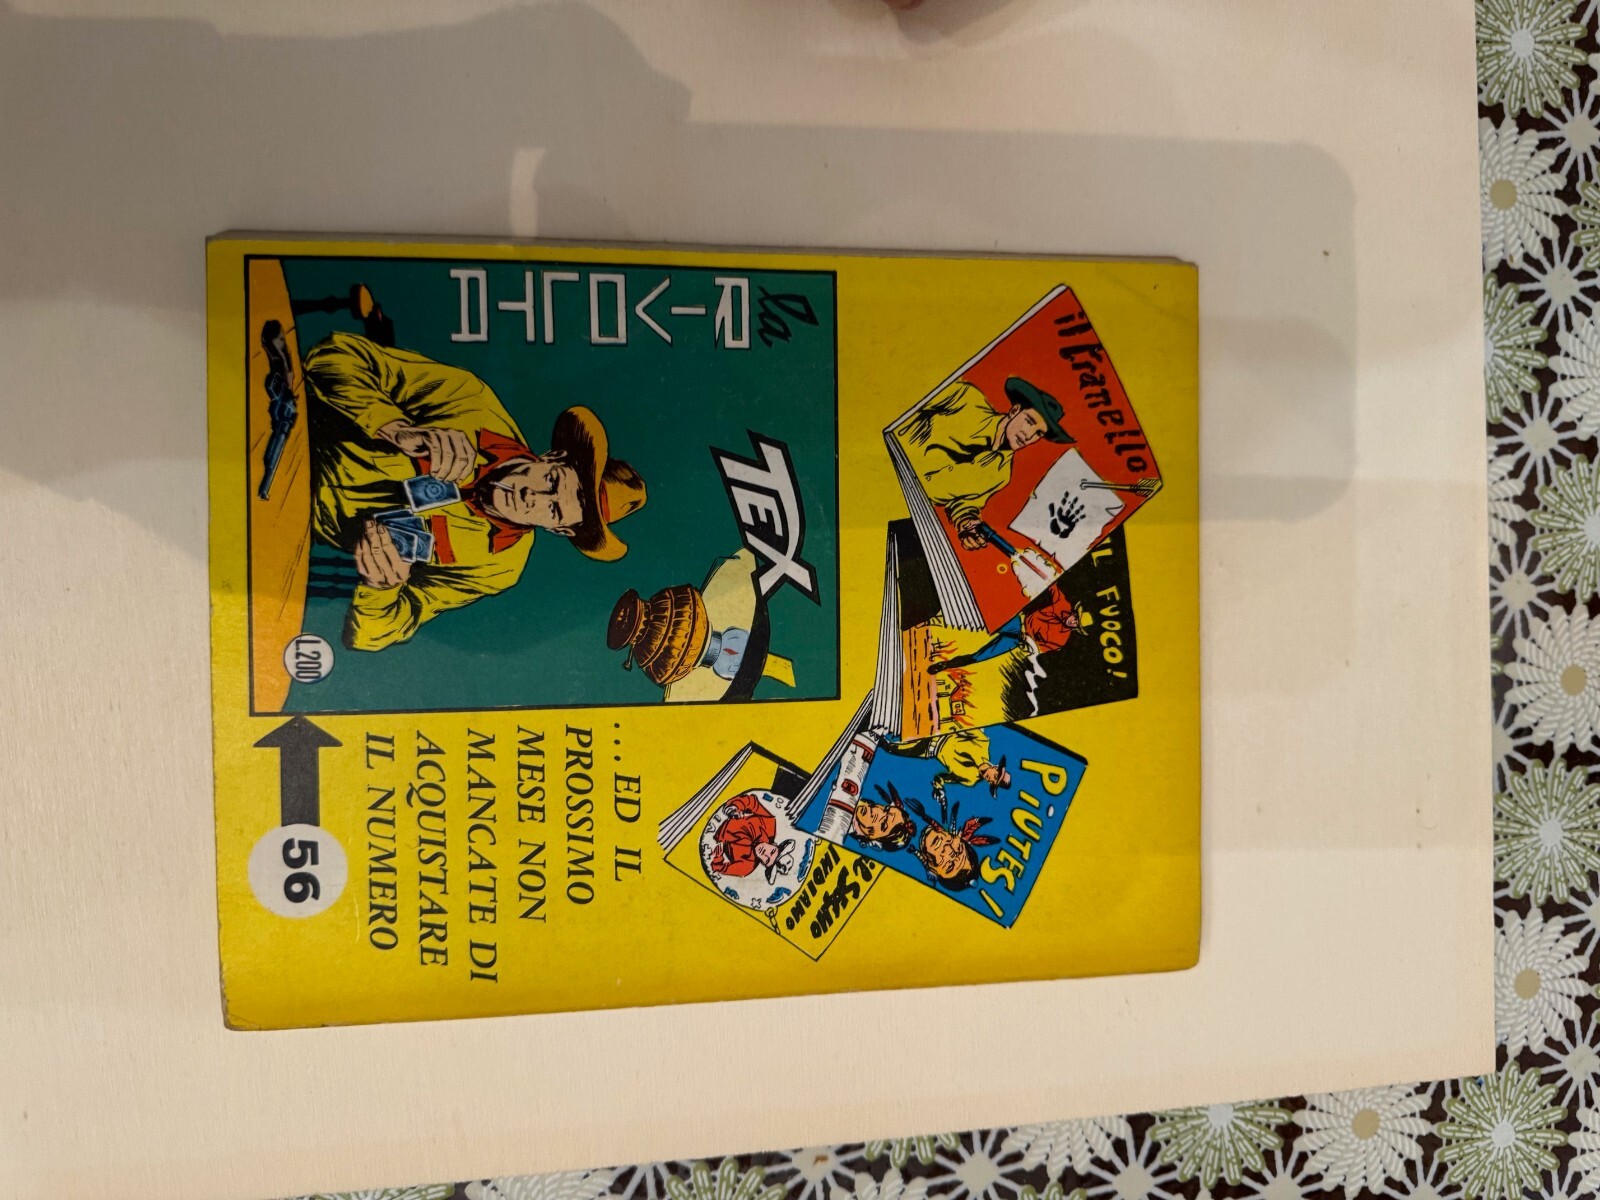 il tranello
IL FUOCO!
PIUTES!
il SEGNO
INDIANO
la
RIVOLTA
TEX
L.200
...ED IL
PROSSIMO
MESE NON
MANCATE DI
ACQUISTARE
IL NUMERO
56